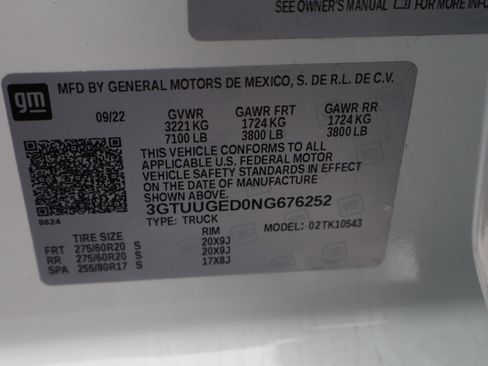 SEE OWNER'S MANUAL FOR MORE INFO
gm
MFD BY GENERAL MOTORS DE MEXICO, S. DE R.L. DE C.V.
09/22 GVWR GAWR FRT GAWR RR
3221 KG 1724 KG 1724 KG
7100 LB 3800 LB 3800 LB
THIS VEHICLE CONFORMS TO ALL
APPLICABLE U.S. FEDERAL MOTOR
VEHICLE SAFETY STANDARDS IN EFFECT
ON THE DATE OF MANUFACTURE
SHOWN ABOVE.
8624
3GTUUGED0NG676252
TYPE: TRUCK MODEL: 02TK10543
TIRE SIZE RIM
FRT 275/60R20 S 20X9J
RR 275/60R20 S 20X9J
SPA 255/80R17 S 17X8J